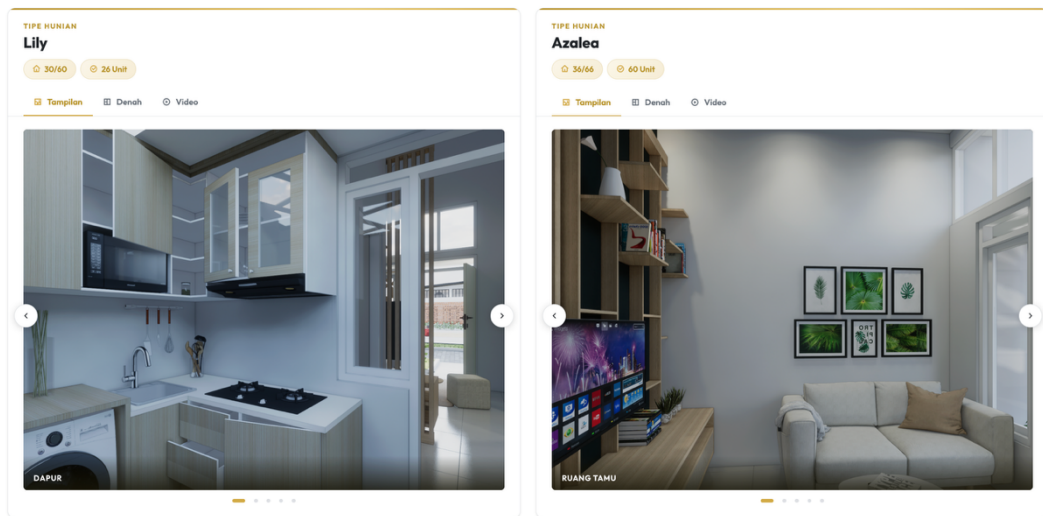 TIPE HUNIAN
Lily
30/60
26 Unit
Tampilan
Denah
Video
DAPUR
TIPE HUNIAN
Azalea
36/66
60 Unit
Tampilan
Denah
Video
RUANG TAMU